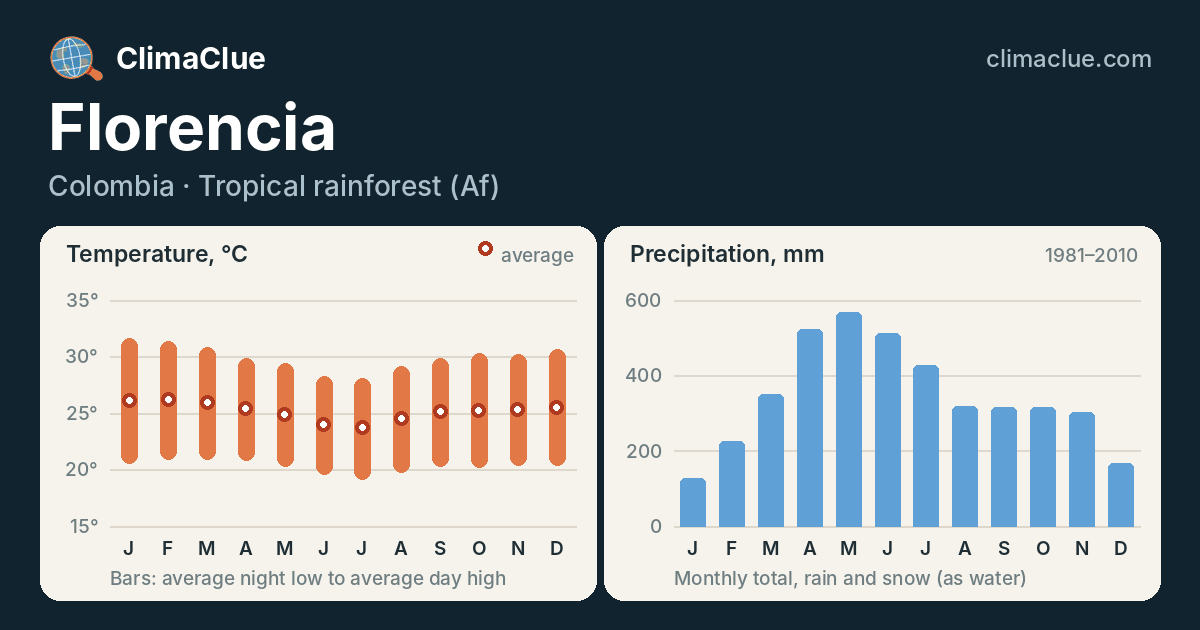 ClimaClue
climaclue.com
Florencia
Colombia · Tropical rainforest (Af)
Temperature, °C
average
35°
30°
25°
20°
15°
J F M A M J J A S O N D
Bars: average night low to average day high
Precipitation, mm
1981–2010
600
400
200
0
J F M A M J J A S O N D
Monthly total, rain and snow (as water)